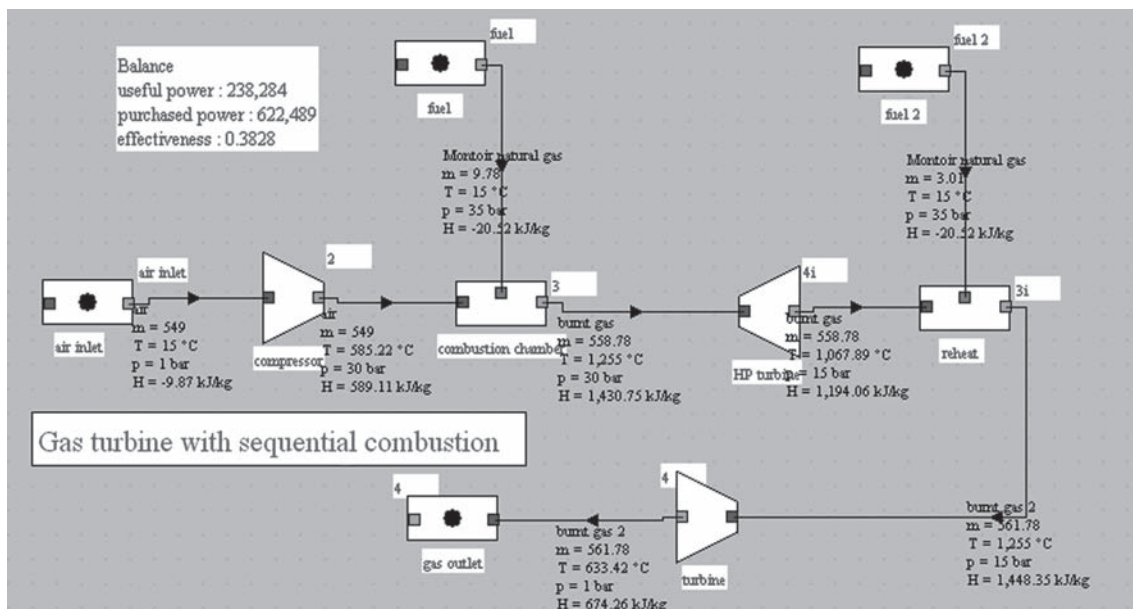 Balance
useful power : 238,284
purchased power : 622,489
effectiveness : 0.3828
fuel
fuel
Montoir natural gas
m = 9.78
T = 15 °C
p = 35 bar
H = -20.52 kJ/kg
fuel 2
fuel 2
Montoir natural gas
m = 3.01
T = 15 °C
p = 35 bar
H = -20.52 kJ/kg
air inlet
air inlet
air
m = 549
T = 15 °C
p = 1 bar
H = -9.87 kJ/kg
2
compressor
air
m = 549
T = 585.22 °C
p = 30 bar
H = 589.11 kJ/kg
3
combustion chamber
burnt gas
m = 558.78
T = 1,255 °C
p = 30 bar
H = 1,430.75 kJ/kg
4i
HP turbine
burnt gas
m = 558.78
T = 1,067.89 °C
p = 15 bar
H = 1,194.06 kJ/kg
3i
reheat
Gas turbine with sequential combustion
4
gas outlet
burnt gas 2
m = 561.78
T = 633.42 °C
p = 1 bar
H = 674.26 kJ/kg
4
turbine
burnt gas 2
m = 561.78
T = 1,255 °C
p = 15 bar
H = 1,448.35 kJ/kg